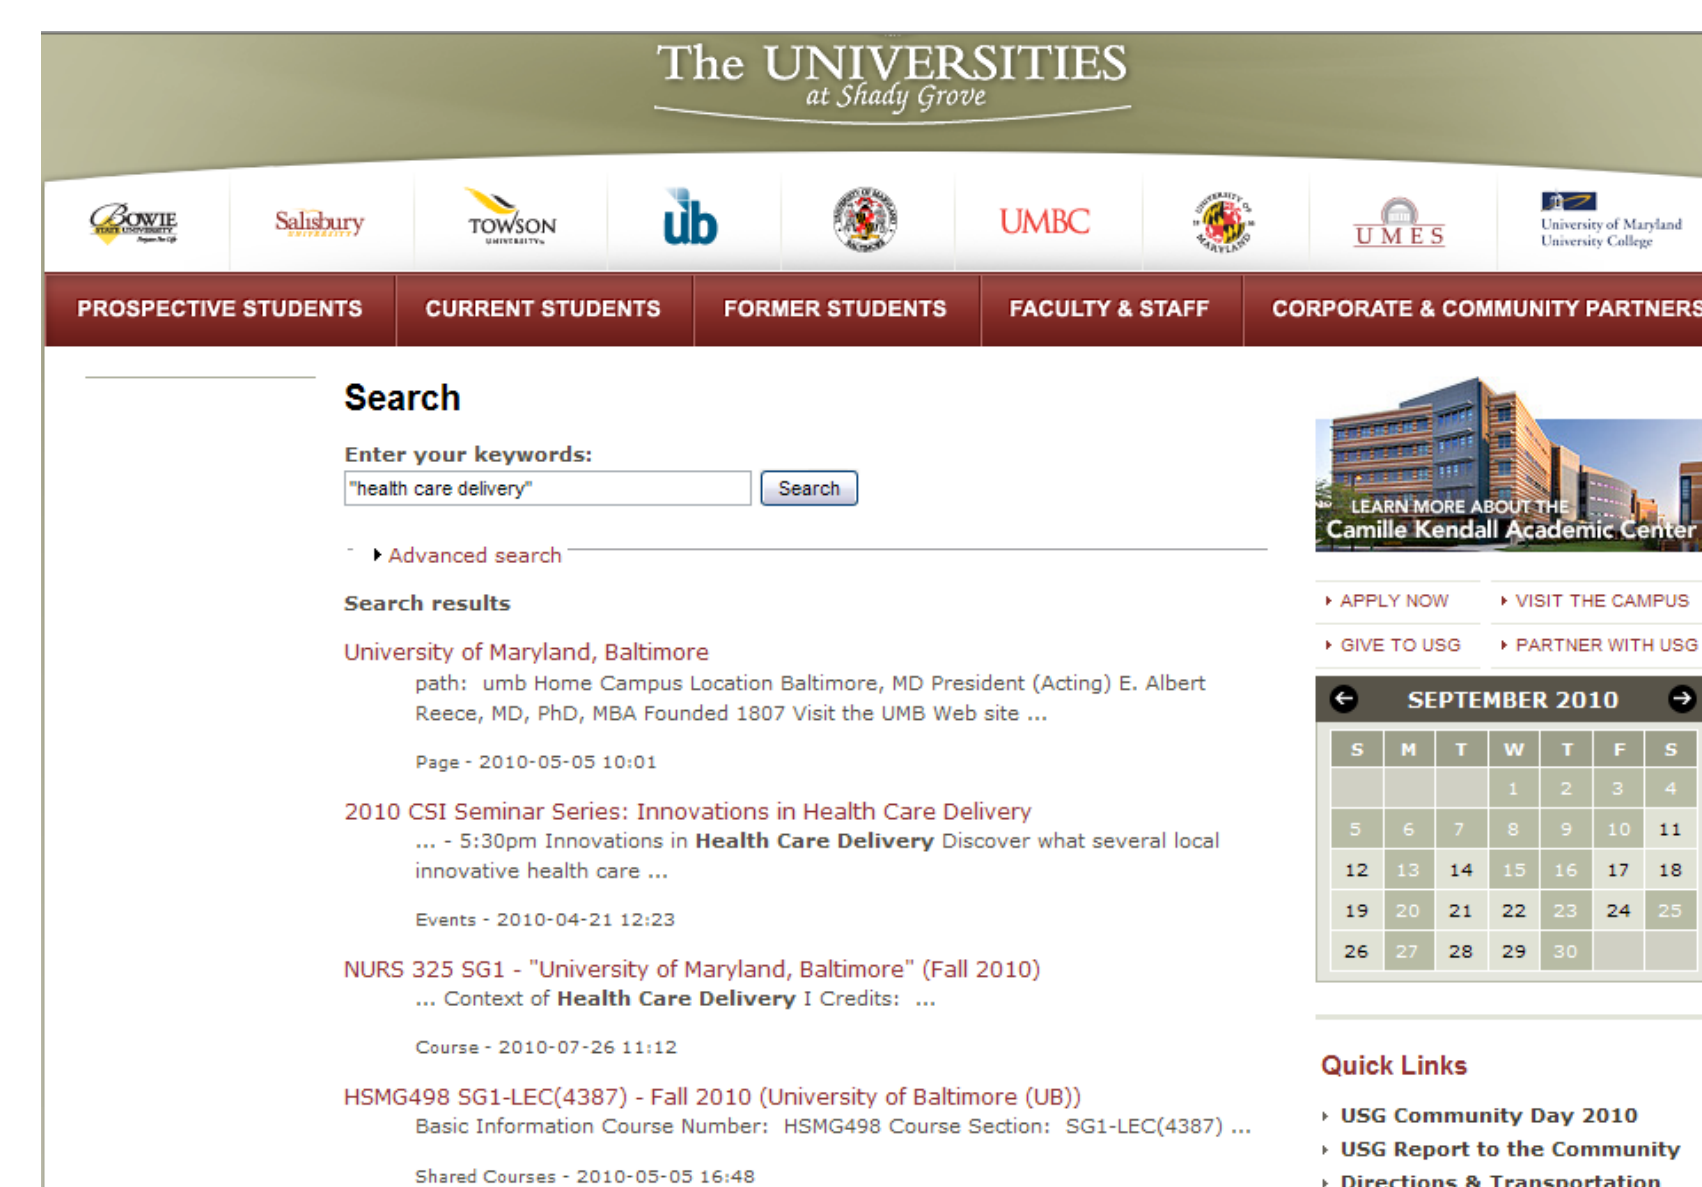 The UNIVERSITIES
at Shady Grove
BOWIE
STATE UNIVERSITY
Salisbury
UNIVERSITY
TOWSON
UNIVERSITY
ub
UMBC
UMES
University of Maryland
University College
PROSPECTIVE STUDENTS
CURRENT STUDENTS
FORMER STUDENTS
FACULTY & STAFF
CORPORATE & COMMUNITY PARTNERS
Search
Enter your keywords:
"health care delivery"
Search
Advanced search
Search results
University of Maryland, Baltimore
path: umb Home Campus Location Baltimore, MD President (Acting) E. Albert
Reece, MD, PhD, MBA Founded 1807 Visit the UMB Web site ...
Page - 2010-05-05 10:01
2010 CSI Seminar Series: Innovations in Health Care Delivery
... - 5:30pm Innovations in Health Care Delivery Discover what several local
innovative health care ...
Events - 2010-04-21 12:23
NURS 325 SG1 - "University of Maryland, Baltimore" (Fall 2010)
... Context of Health Care Delivery I Credits: ...
Course - 2010-07-26 11:12
HSMG498 SG1-LEC(4387) - Fall 2010 (University of Baltimore (UB))
Basic Information Course Number: HSMG498 Course Section: SG1-LEC(4387) ...
Shared Courses - 2010-05-05 16:48
LEARN MORE ABOUT THE
Camille Kendall Academic Center
APPLY NOW
VISIT THE CAMPUS
GIVE TO USG
PARTNER WITH USG
SEPTEMBER 2010
S M T W T F S
1 2 3 4
5 6 7 8 9 10 11
12 13 14 15 16 17 18
19 20 21 22 23 24 25
26 27 28 29 30
Quick Links
USG Community Day 2010
USG Report to the Community
Directions & Transportation